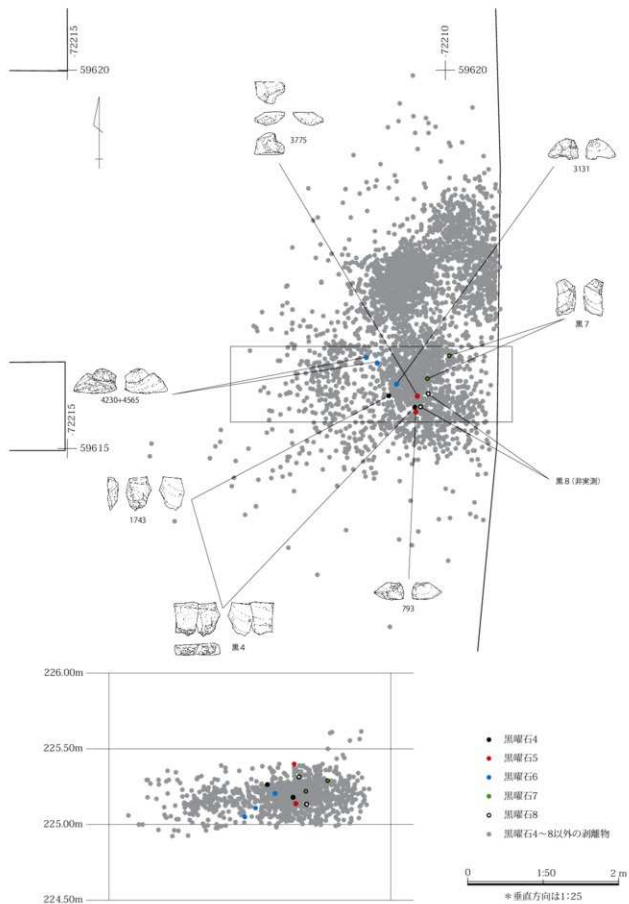 -72215
-72210
59620
59620
3775
3131
黒7
4230+4565
-72215
59615
黒8（非実測）
1743
793
黒4
226.00m
225.50m
225.00m
224.50m
黒曜石4
黒曜石5
黒曜石6
黒曜石7
黒曜石8
黒曜石4～8以外の剥離物
0 1:50 2 m
＊垂直方向は1:25